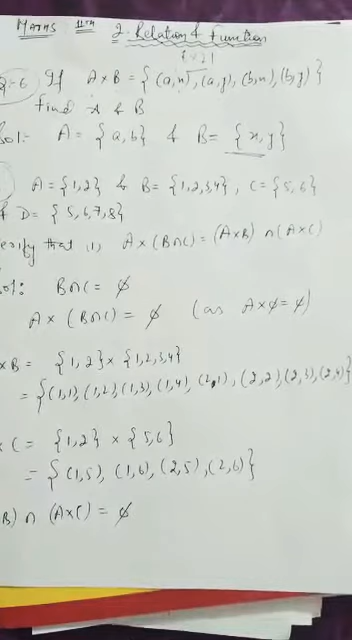 Maths 11th 2. Relation & Function
Q-6 If A×B = {(a,x), (a,y), (b,x), (b,y)}
find A & B
Sol:- A = {a,b} & B = {x,y}
A = {1,2} & B = {1,2,3,4}, C = {5,6}
& D = {5,6,7,8}
erify that i, A×(B∩C) = (A×B) ∩ (A×C)
ol: B∩C = ∅
A×(B∩C) = ∅ (as A×∅ = ∅)
×B = {1,2} × {1,2,3,4}
= {(1,1), (1,2), (1,3), (1,4), (2,1), (2,2), (2,3), (2,4)}
× C = {1,2} × {5,6}
= {(1,5), (1,6), (2,5), (2,6)}
B) ∩ (A×C) = ∅